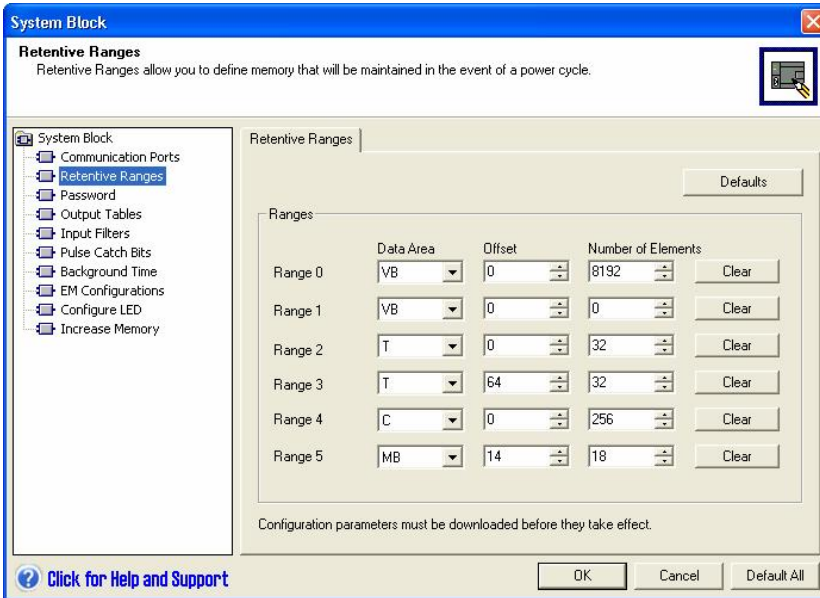 System Block
Retentive Ranges
Retentive Ranges allow you to define memory that will be maintained in the event of a power cycle.
System Block
Communication Ports
Retentive Ranges
Password
Output Tables
Input Filters
Pulse Catch Bits
Background Time
EM Configurations
Configure LED
Increase Memory
Retentive Ranges
Defaults
Ranges
Data Area Offset Number of Elements
Range 0 VB 0 8192 Clear
Range 1 VB 0 0 Clear
Range 2 T 0 32 Clear
Range 3 T 64 32 Clear
Range 4 C 0 256 Clear
Range 5 MB 14 18 Clear
Configuration parameters must be downloaded before they take effect.
Click for Help and Support
OK Cancel Default All